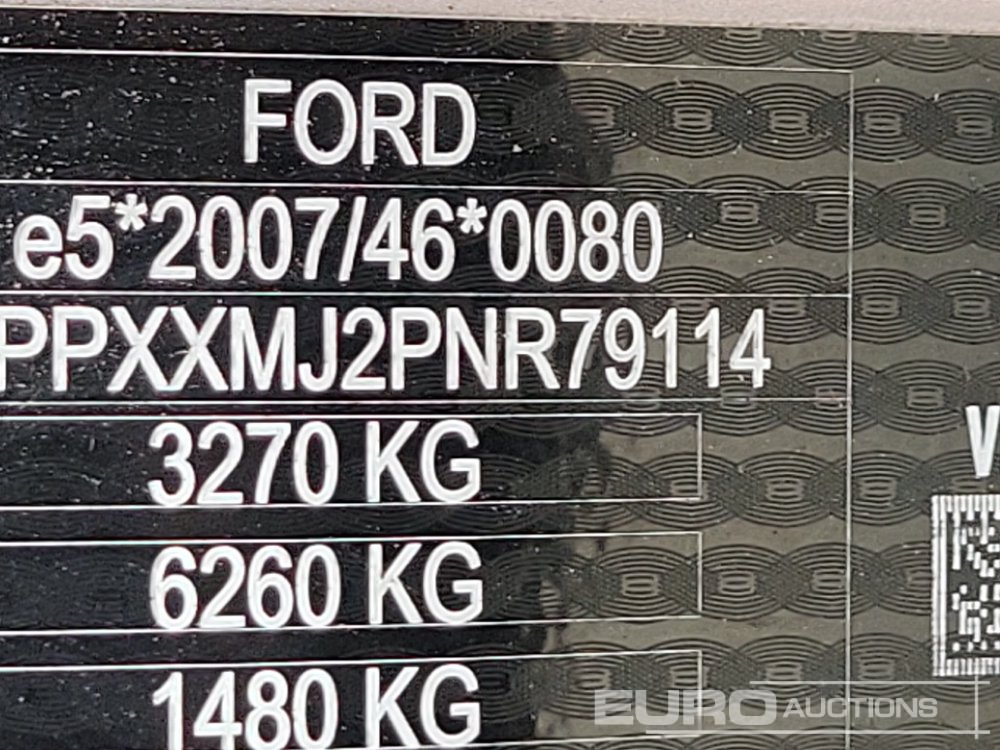 FORD
e5*2007/46*0080
PPXXMJ2PNR79114
3270 KG
6260 KG
1480 KG
V
EURO AUCTIONS